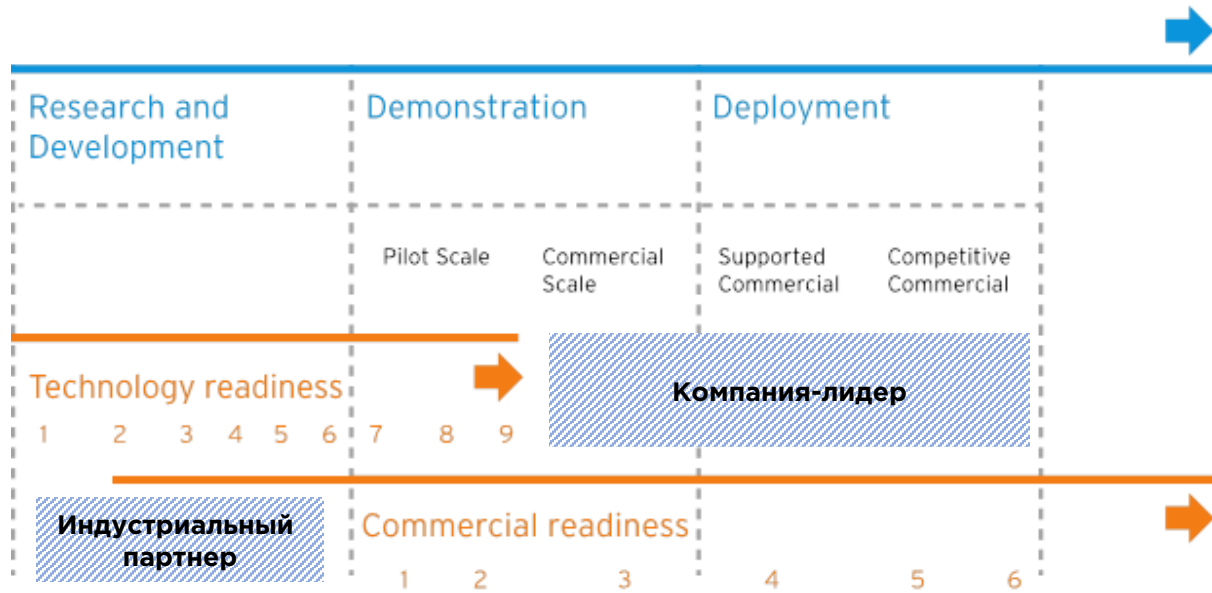 Research and
Development
Demonstration
Deployment
Pilot Scale
Commercial
Scale
Supported
Commercial
Competitive
Commercial
Technology readiness
1 2 3 4 5 6 7 8 9
Компания-лидер
Индустриальный
партнер
Commercial readiness
1 2 3 4 5 6